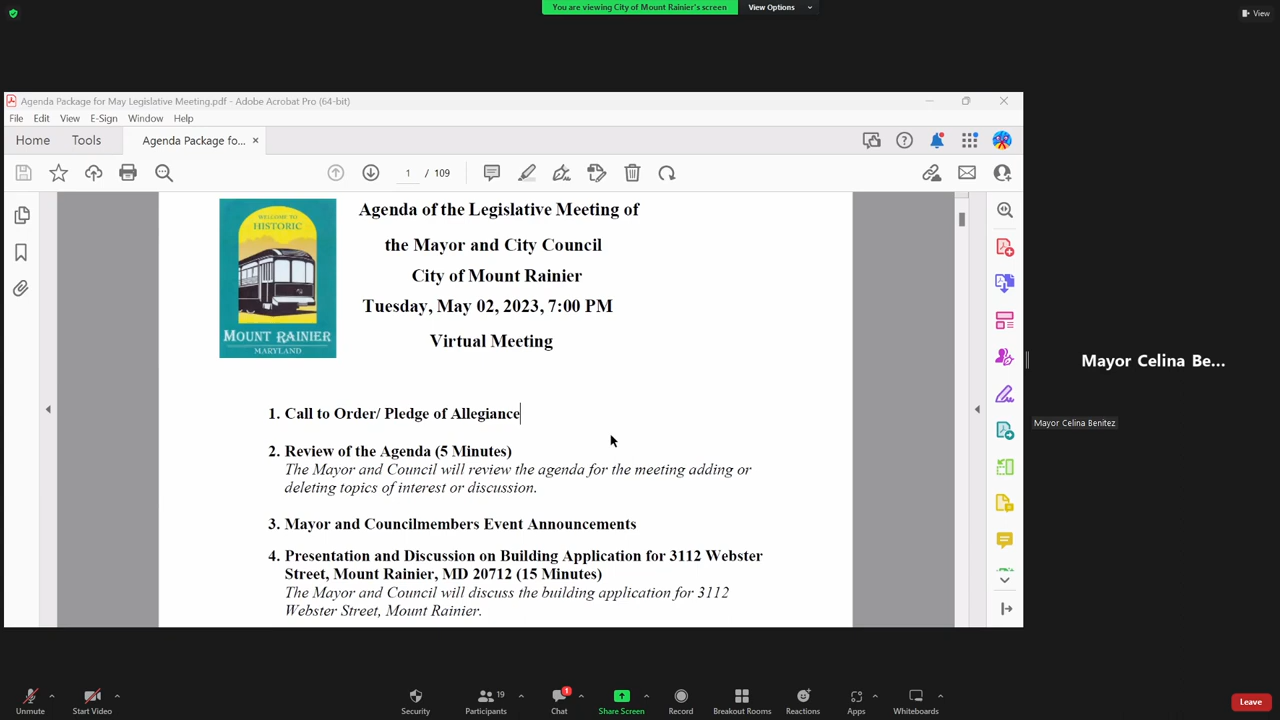 You are viewing City of Mount Rainier's screen
View Options
View
Agenda Package for May Legislative Meeting.pdf - Adobe Acrobat Pro (64-bit)
File Edit View E-Sign Window Help
Home Tools Agenda Package fo... ×
1 / 109
WELCOME TO
HISTORIC
MOUNT RAINIER
MARYLAND
Agenda of the Legislative Meeting of
the Mayor and City Council
City of Mount Rainier
Tuesday, May 02, 2023, 7:00 PM
Virtual Meeting
1. Call to Order/ Pledge of Allegiance
2. Review of the Agenda (5 Minutes)
The Mayor and Council will review the agenda for the meeting adding or
deleting topics of interest or discussion.
3. Mayor and Councilmembers Event Announcements
4. Presentation and Discussion on Building Application for 3112 Webster
Street, Mount Rainier, MD 20712 (15 Minutes)
The Mayor and Council will discuss the building application for 3112
Webster Street, Mount Rainier.
Mayor Celina Be...
Mayor Celina Benitez
Unmute
Start Video
Security
Participants 19
Chat 1
Share Screen
Record
Breakout Rooms
Reactions
Apps
Whiteboards
Leave